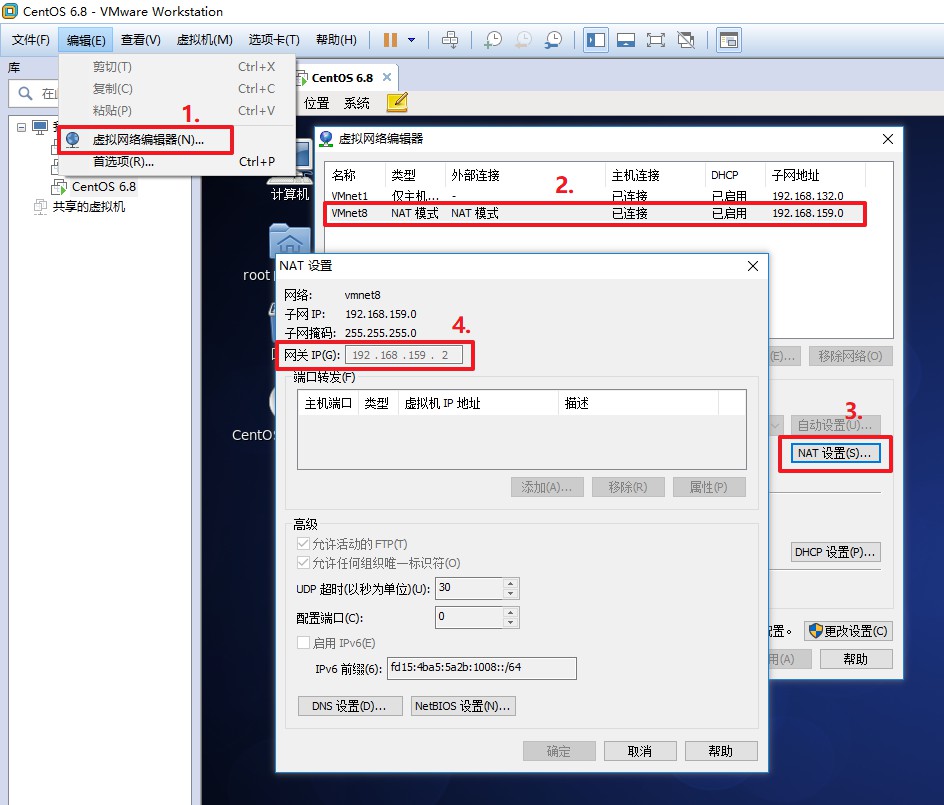 CentOS 6.8 - VMware Workstation
文件(F) 编辑(E) 查看(V) 虚拟机(M) 选项卡(T) 帮助(H)
库
剪切(T) Ctrl+X
复制(C) Ctrl+C
粘贴(P) Ctrl+V
1.
虚拟网络编辑器(N)...
首选项(R)... Ctrl+P
CentOS 6.8
共享的虚拟机
CentOS 6.8
位置 系统
计算机
root
CentO
虚拟网络编辑器
名称 类型 外部连接 主机连接 DHCP 子网地址
2.
VMnet1 仅主机... - 已连接 已启用 192.168.132.0
VMnet8 NAT 模式 NAT 模式 已连接 已启用 192.168.159.0
(E)... 移除网络(O)
3.
自动设置(U)...
NAT 设置(S)...
DHCP 设置(P)...
置。 更改设置(C)
用(A) 帮助
NAT 设置
网络: vmnet8
子网 IP: 192.168.159.0
子网掩码: 255.255.255.0
4.
网关 IP(G): 192 . 168 . 159 . 2
端口转发(F)
主机端口 类型 虚拟机 IP 地址 描述
添加(A)... 移除(R) 属性(P)
高级
允许活动的 FTP(T)
允许任何组织唯一标识符(O)
UDP 超时(以秒为单位)(U): 30
配置端口(C): 0
启用 IPv6(E)
IPv6 前缀(6): fd15:4ba5:5a2b:1008::/64
DNS 设置(D)... NetBIOS 设置(N)...
确定 取消 帮助